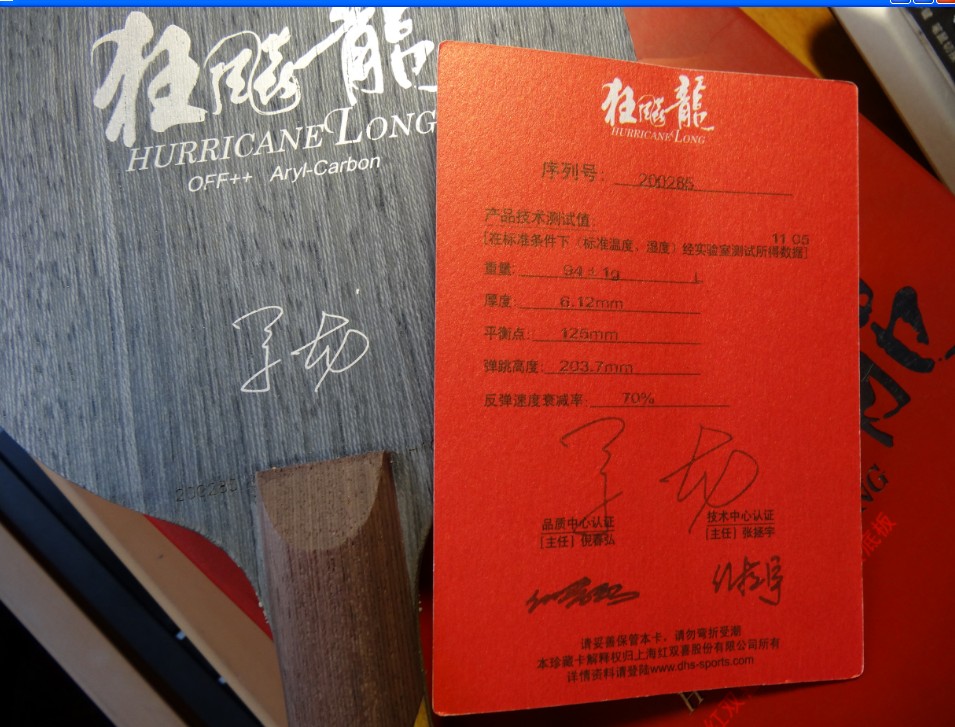 狂飚龍
HURRICANE LONG
OFF++ Aryl-Carbon
狂飚龍
HURRICANE LONG
序列号: 200285
产品技术测试值:
11 05
[在标准条件下(标准温度、湿度)经实验室测试所得数据]
重量: 94±1g
厚度: 6.12mm
平衡点: 125mm
弹跳高度: 203.7mm
反弹速度衰减率: 70%
品质中心认证
[主任] 倪春弘
技术中心认证
[主任] 张扬宇
请妥善保管本卡，请勿弯折受潮
本珍藏卡解释权归上海红双喜股份有限公司所有
详情资料请登陆www.dhs-sports.com
NG
底板
红双